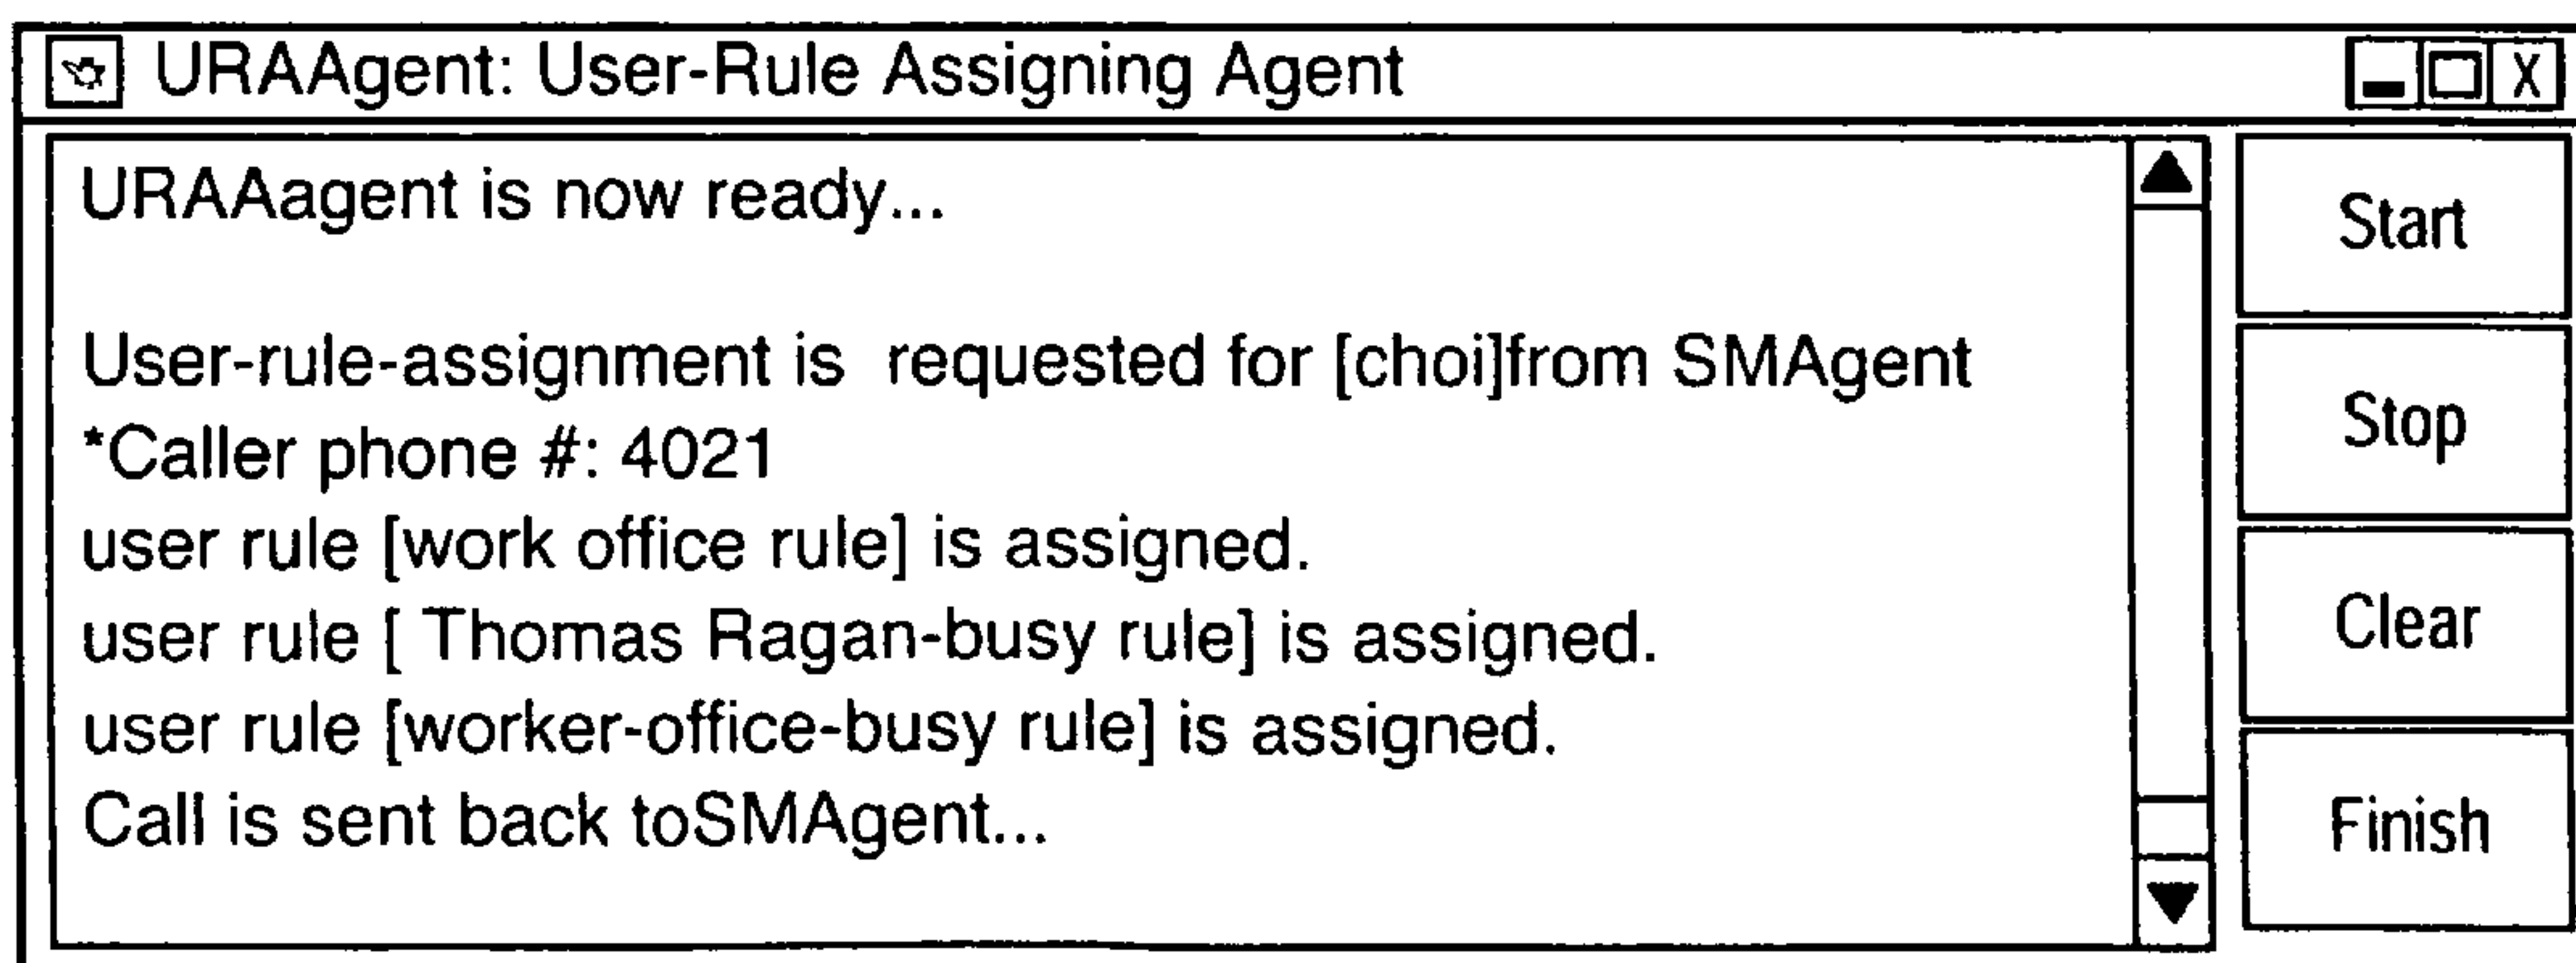 URAAgent: User-Rule Assigning Agent
X
URAAagent is now ready...
User-rule-assignment is  requested for [choi]from SMAgent
*Caller phone #: 4021
user rule [work office rule] is assigned.
user rule [ Thomas Ragan-busy rule] is assigned.
user rule [worker-office-busy rule] is assigned.
Call is sent back toSMAgent...
Start
Stop
Clear
Finish